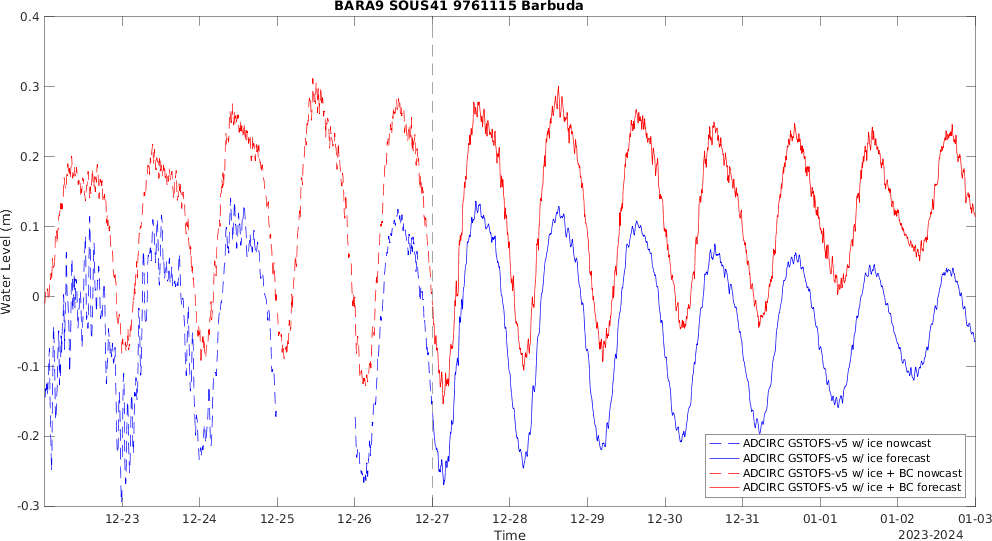 BARA9 SOUS41 9761115 Barbuda
0.4
0.3
0.2
0.1
0
-0.1
-0.2
-0.3
Water Level (m)
ADCIRC GSTOFS-v5 w/ ice nowcast
ADCIRC GSTOFS-v5 w/ ice forecast
ADCIRC GSTOFS-v5 w/ ice + BC nowcast
ADCIRC GSTOFS-v5 w/ ice + BC forecast
12-23 12-24 12-25 12-26 12-27 12-28 12-29 12-30 12-31 01-01 01-02 01-03
Time
2023-2024